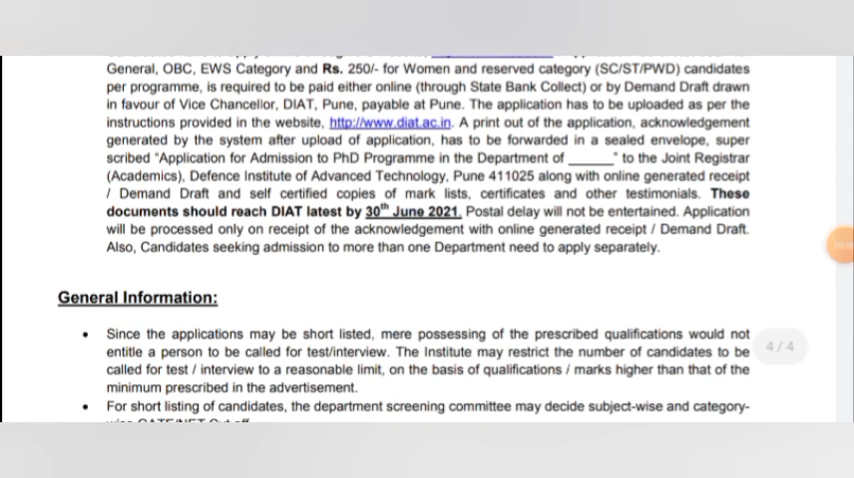 General, OBC, EWS Category and Rs. 250/- for Women and reserved category (SC/ST/PWD) candidates
per programme, is required to be paid either online (through State Bank Collect) or by Demand Draft drawn
in favour of Vice Chancellor, DIAT, Pune, payable at Pune. The application has to be uploaded as per the
instructions provided in the website, http://www.diat.ac.in. A print out of the application, acknowledgement
generated by the system after upload of application, has to be forwarded in a sealed envelope, super
scribed "Application for Admission to PhD Programme in the Department of ______" to the Joint Registrar
(Academics), Defence Institute of Advanced Technology, Pune 411025 along with online generated receipt
/ Demand Draft and self certified copies of mark lists, certificates and other testimonials. These
documents should reach DIAT latest by 30th June 2021. Postal delay will not be entertained. Application
will be processed only on receipt of the acknowledgement with online generated receipt / Demand Draft.
Also, Candidates seeking admission to more than one Department need to apply separately.
General Information:
• Since the applications may be short listed, mere possessing of the prescribed qualifications would not
entitle a person to be called for test/interview. The Institute may restrict the number of candidates to be
called for test / interview to a reasonable limit, on the basis of qualifications / marks higher than that of the
minimum prescribed in the advertisement.
4 / 4
• For short listing of candidates, the department screening committee may decide subject-wise and category-